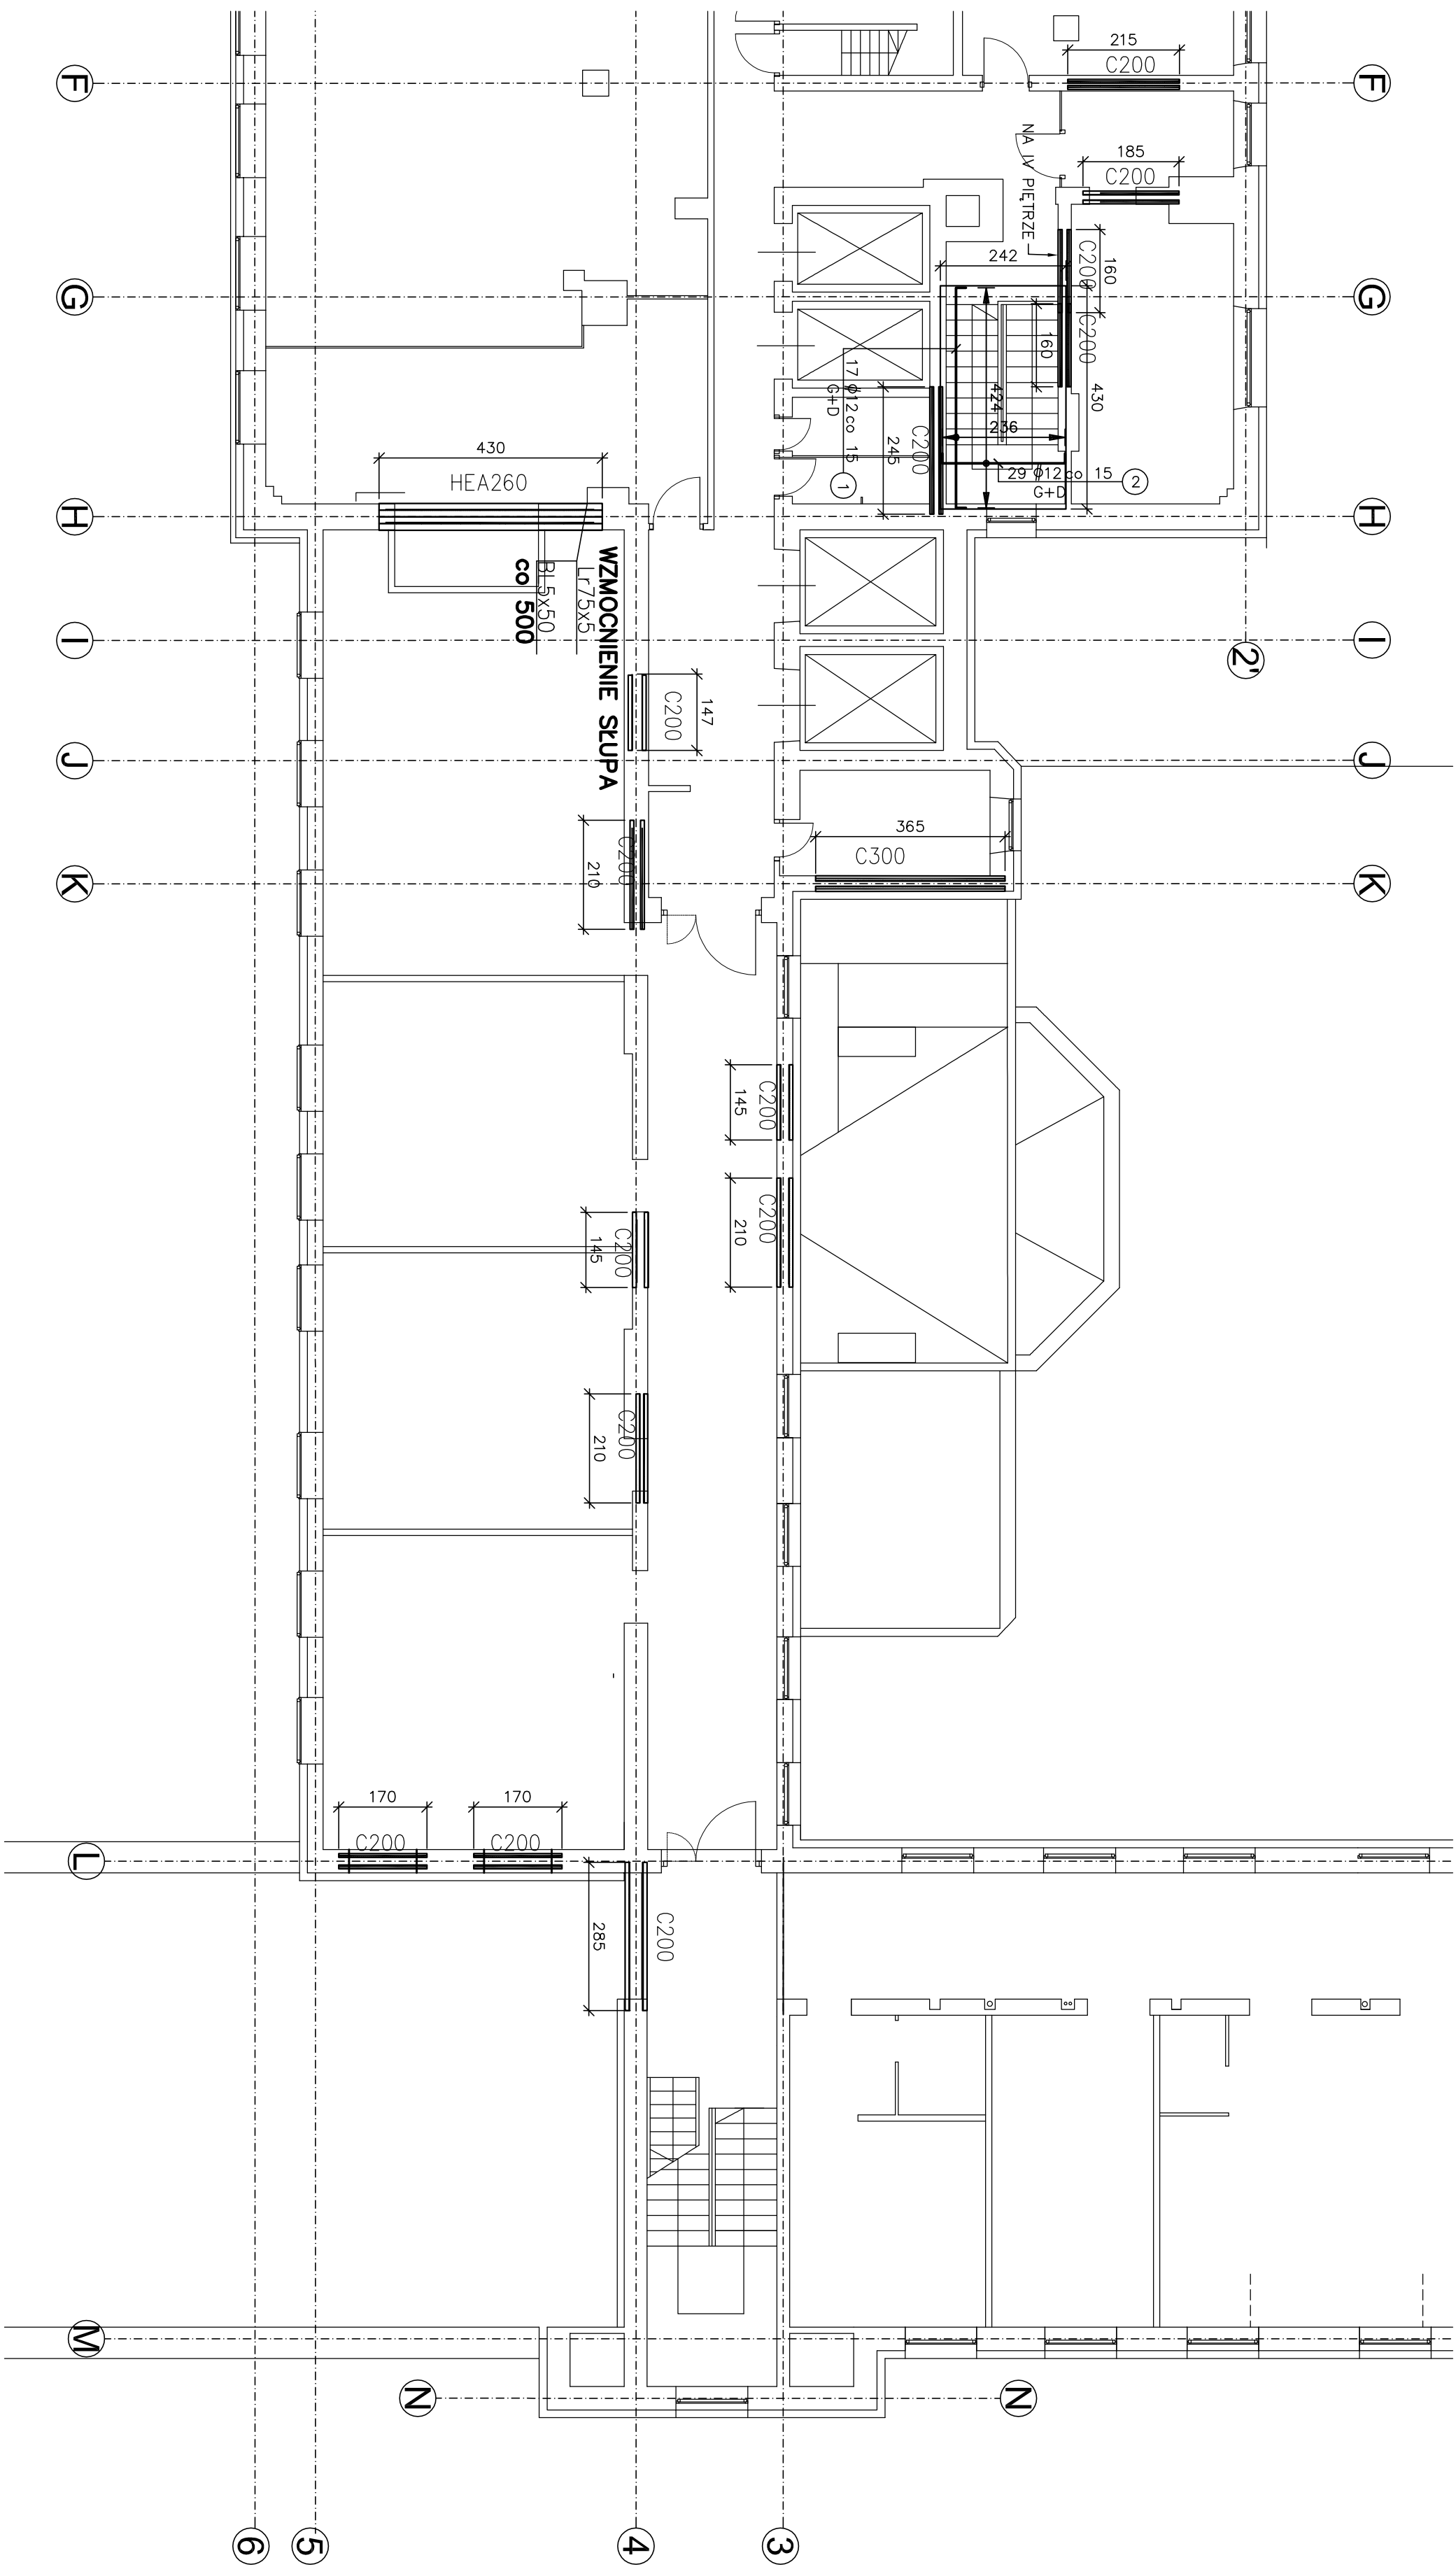 F
215
C200
F
NA IV PIĘTRZE
185
C200
160
C200
242
G
G
C200
160
430
424
17 Ø12 co 15
G+D
245
C200
236
29 Ø12 co 15
G+D
1
2
430
HEA260
H
H
WZMOCNIENIE SŁUPA
Lr75x5
BL5x50
co 500
I
I
2'
147
C200
J
J
365
C300
C200
210
K
K
C200
145
C200
210
C200
145
C200
210
170
C200
170
C200
L
C200
285
M
N
N
6
5
4
3